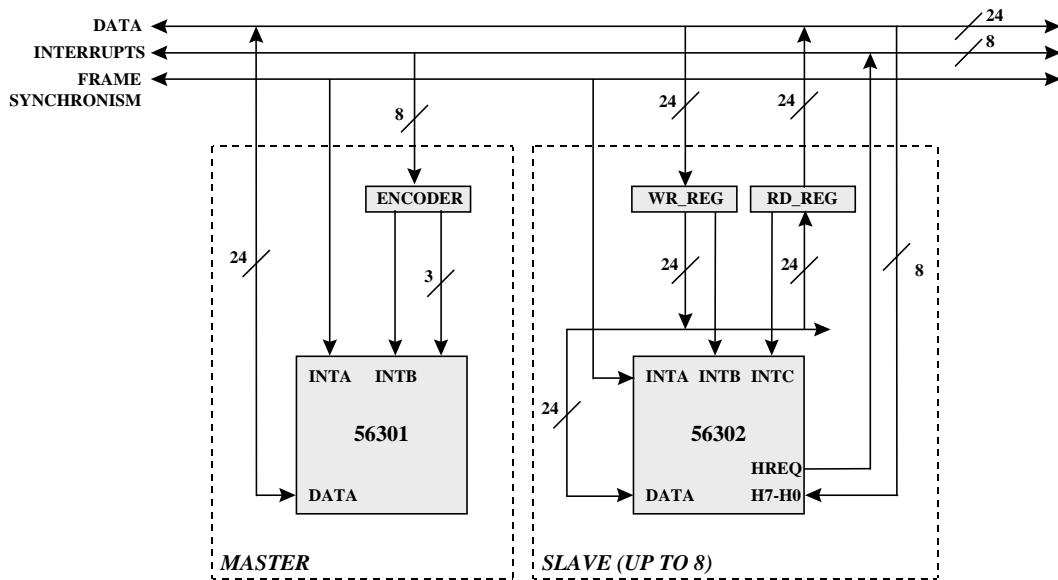 DATA
24
INTERRUPTS
8
FRAME
SYNCHRONISM
24
24
8
ENCODER
WR_REG
RD_REG
24
3
24
24
8
INTA INTB
INTA INTB INTC
24
56301
56302
HREQ
DATA
DATA
H7-H0
MASTER
SLAVE (UP TO 8)